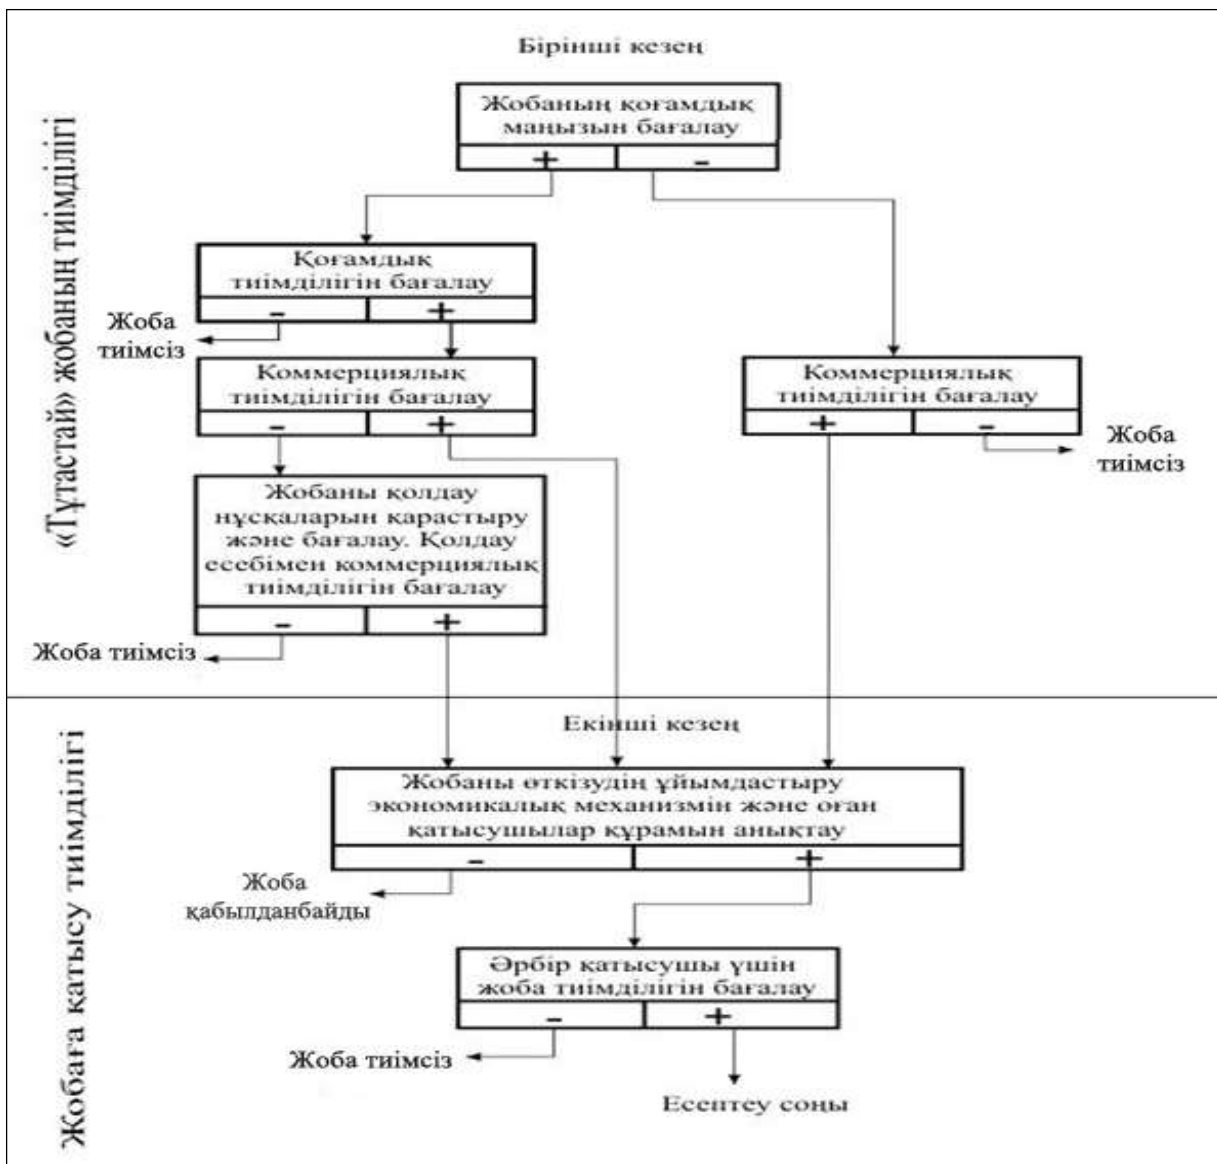 «Тұтастай» жобаның тиімділігі
Бірінші кезең
Жобаның қоғамдық
маңызын бағалау
+ -
Қоғамдық
тиімділігін бағалау
- +
Жоба
тиімсіз
Коммерциялық
тиімділігін бағалау
- +
Коммерциялық
тиімділігін бағалау
+ -
Жоба
тиімсіз
Жобаны қолдау
нұсқаларын қарастыру
және бағалау. Қолдау
есебімен коммерциялық
тиімділігін бағалау
- +
Жоба тиімсіз
Жобаға қатысу тиімділігі
Екінші кезең
Жобаны өткізудің ұйымдастыру
экономикалық механизмін және оған
қатысушылар құрамын анықтау
- +
Жоба
қабылданбайды
Әрбір қатысушы үшін
жоба тиімділігін бағалау
- +
Жоба тиімсіз
Есептеу соңы